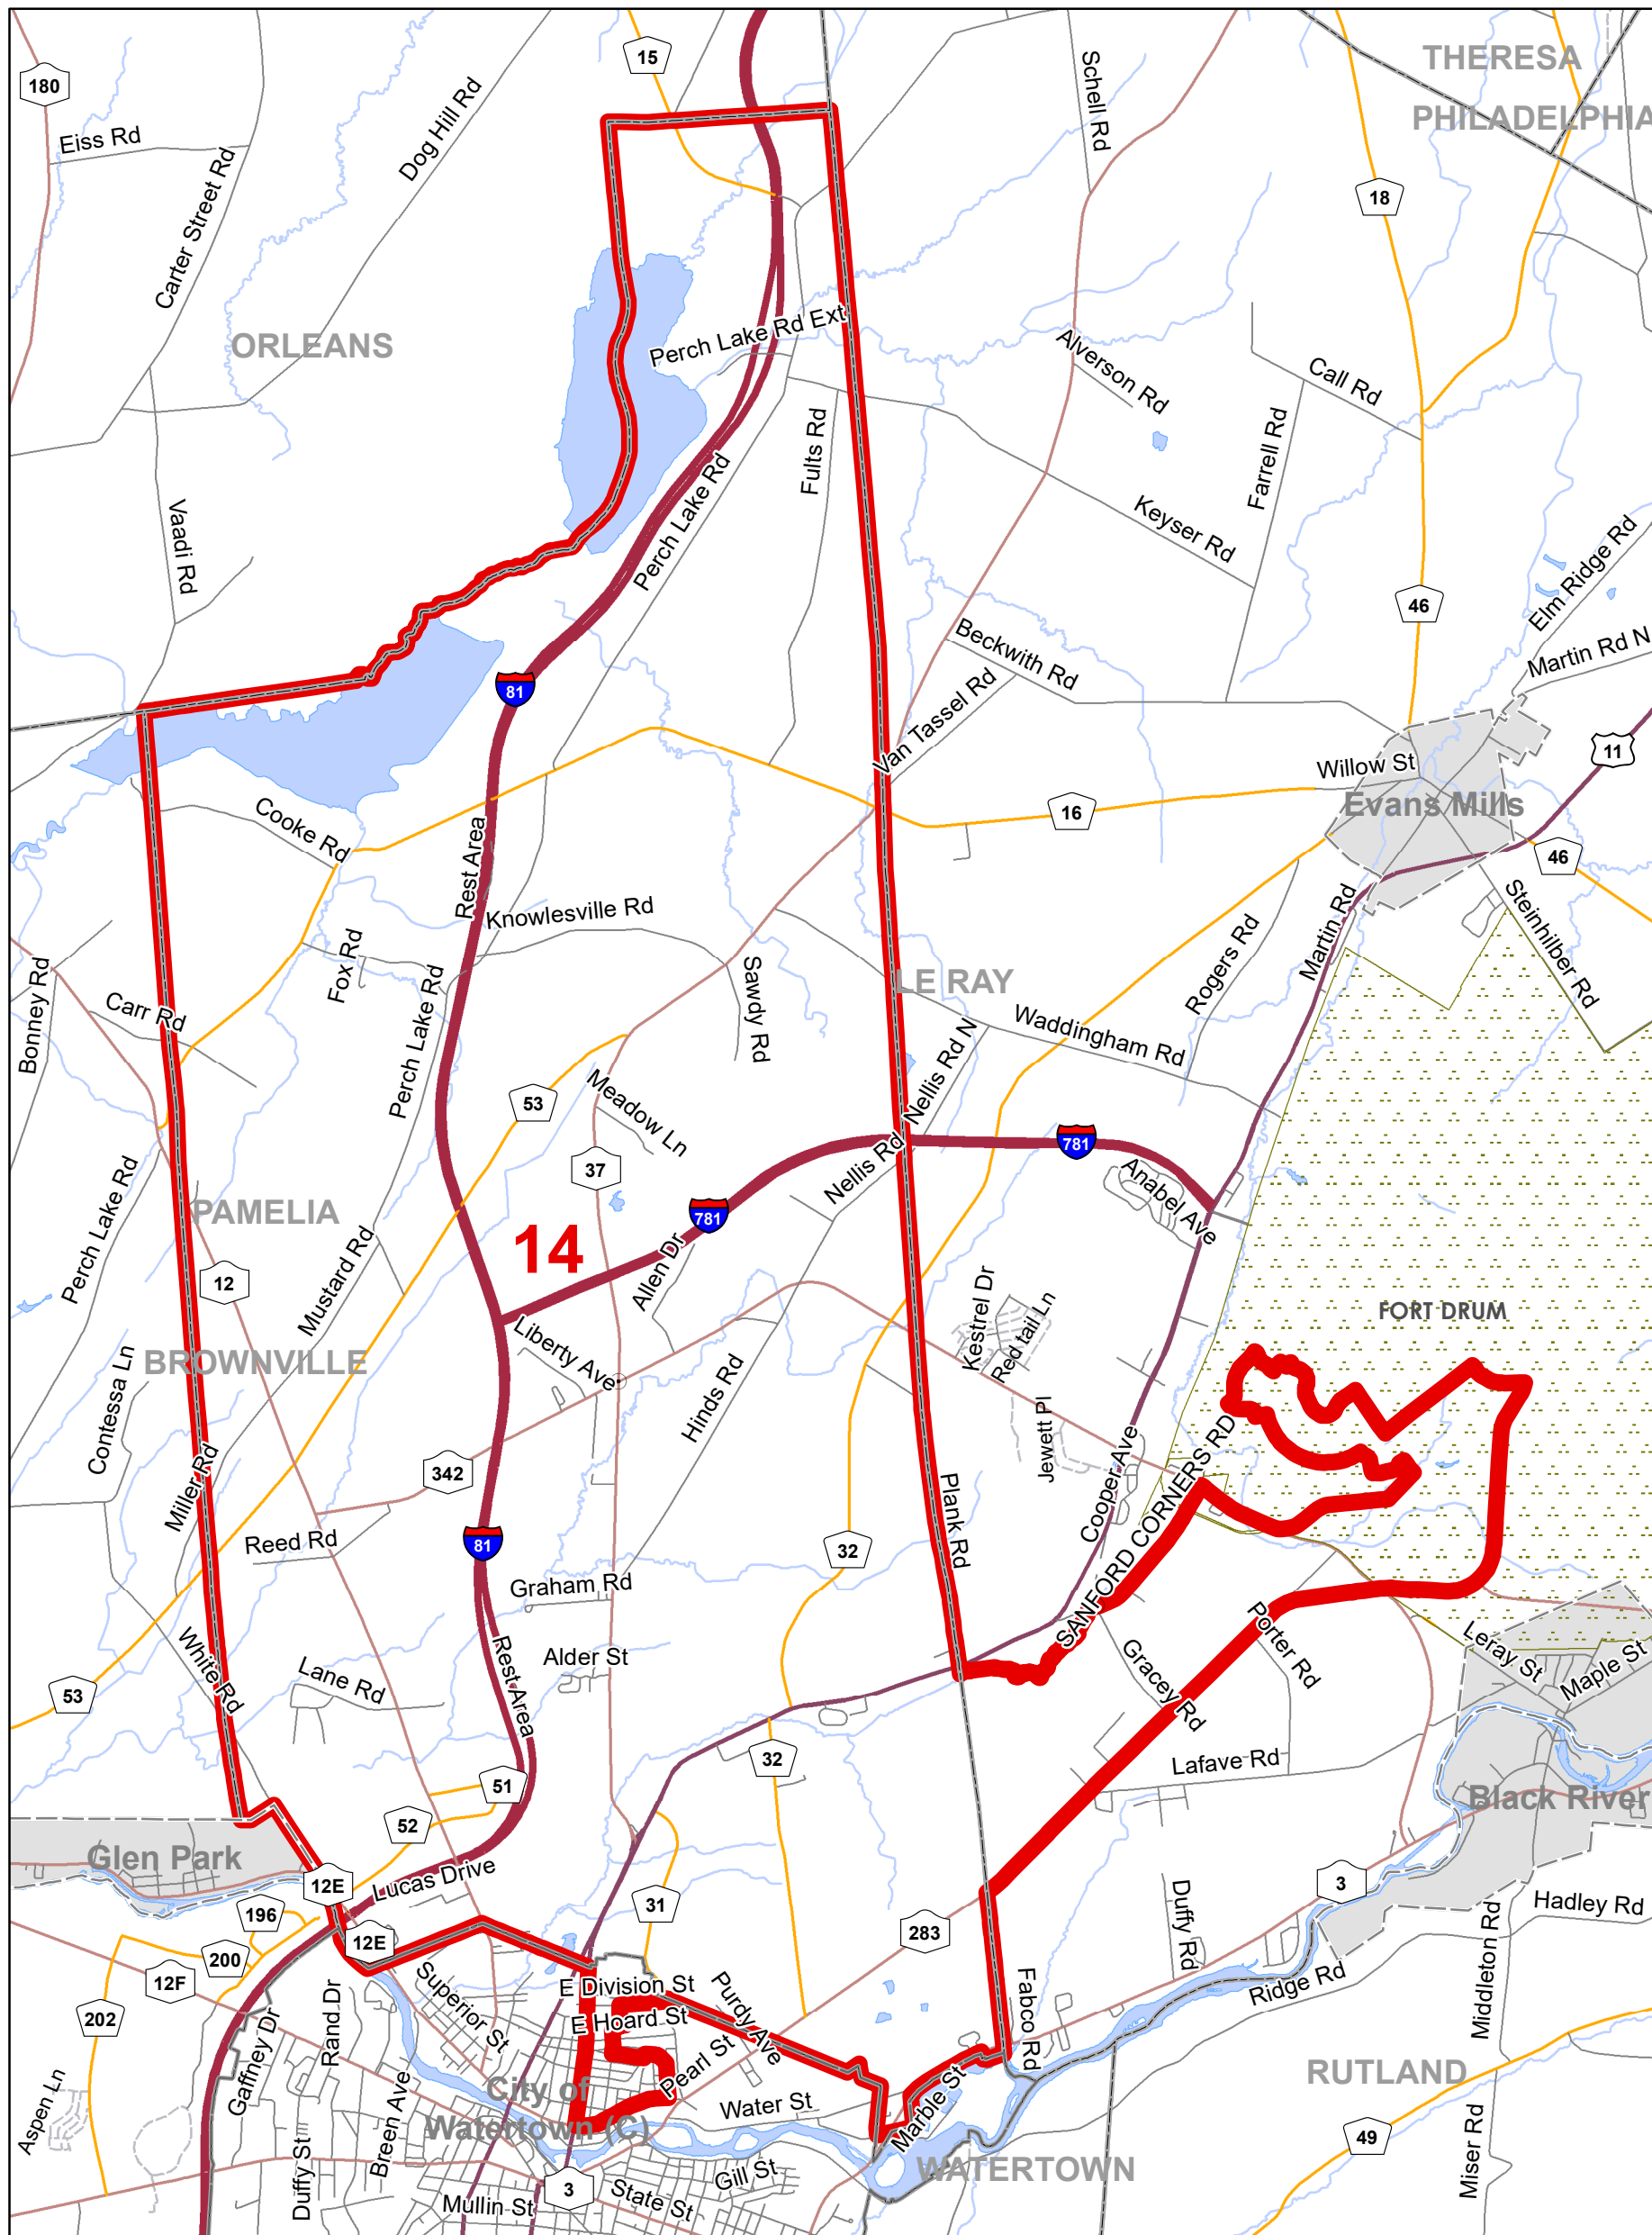 THERESA
15
180
Schell Rd
PHILADELPHIA
Dog Hill Rd
Eiss Rd
Carter Street Rd
18
ORLEANS
Perch Lake Rd Ext
Alverson Rd
Call Rd
Fults Rd
Farrell Rd
Perch Lake Rd
Keyser Rd
Vaadi Rd
Elm Ridge Rd
46
Beckwith Rd
Martin Rd N
81
Van Tassel Rd
11
Willow St
16
Evans Mills
Cooke Rd
46
Rest Area
Knowlesville Rd
Steinhilber Rd
Martin Rd
Rogers Rd
Fox Rd
Bonney Rd
LE RAY
Sawdy Rd
Carr Rd
Perch Lake Rd
Waddingham Rd
Nellis Rd N
53
Meadow Ln
781
37
Nellis Rd
Anabel Ave
Perch Lake Rd
PAMELIA
781
14
Mustard Rd
12
Allen Dr
FORT DRUM
Kestrel Dr
Red tail Ln
Liberty Ave
BROWNVILLE
Contessa Ln
Hinds Rd
Jewett Pl
342
Miller Rd
Cooper Ave
SANFORD CORNERS RD
Plank Rd
Reed Rd
81
32
Graham Rd
Porter Rd
Leray St
Maple St
White Rd
Alder St
Rest Area
Gracey Rd
Lane Rd
53
32
Lafave Rd
51
Black River
52
Glen Park
Lucas Drive
12E
3
196
31
Duffy Rd
Hadley Rd
283
12E
Middleton Rd
200
12F
E Division St
Purdy Ave
Fabco Rd
Ridge Rd
Superior St
202
Rand Dr
E Hoard St
Gaffney Dr
Pearl St
RUTLAND
Aspen Ln
City of
Watertown (C)
Water St
Marble St
Breen Ave
49
Duffy St
WATERTOWN
Gill St
3
State St
Miser Rd
Mullin St